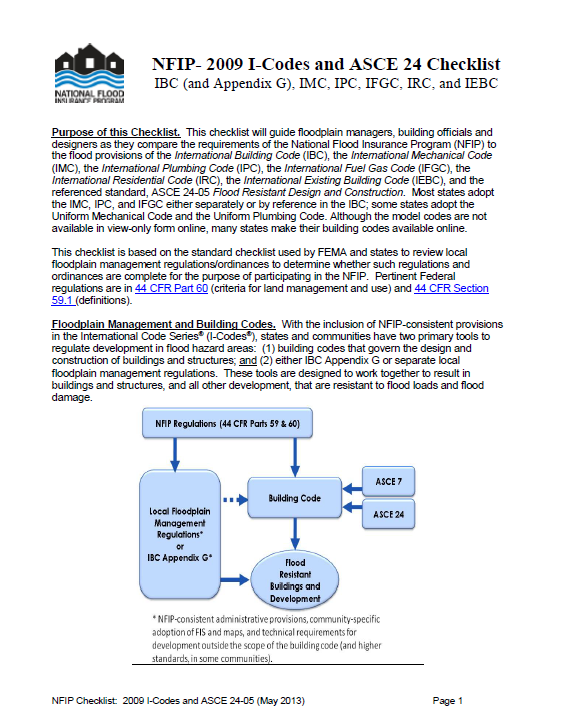 NFIP- 2009 I-Codes and ASCE 24 Checklist
IBC (and Appendix G), IMC, IPC, IFGC, IRC, and IEBC
NATIONAL FLOOD
INSURANCE PROGRAM
Purpose of this Checklist. This checklist will guide floodplain managers, building officials and
designers as they compare the requirements of the National Flood Insurance Program (NFIP) to
the flood provisions of the International Building Code (IBC), the International Mechanical Code
(IMC), the International Plumbing Code (IPC), the International Fuel Gas Code (IFGC), the
International Residential Code (IRC), the International Existing Building Code (IEBC), and the
referenced standard, ASCE 24-05 Flood Resistant Design and Construction. Most states adopt
the IMC, IPC, and IFGC either separately or by reference in the IBC; some states adopt the
Uniform Mechanical Code and the Uniform Plumbing Code. Although the model codes are not
available in view-only form online, many states make their building codes available online.
This checklist is based on the standard checklist used by FEMA and states to review local
floodplain management regulations/ordinances to determine whether such regulations and
ordinances are complete for the purpose of participating in the NFIP. Pertinent Federal
regulations are in 44 CFR Part 60 (criteria for land management and use) and 44 CFR Section
59.1 (definitions).
Floodplain Management and Building Codes. With the inclusion of NFIP-consistent provisions
in the International Code Series® (I-Codes®), states and communities have two primary tools to
regulate development in flood hazard areas: (1) building codes that govern the design and
construction of buildings and structures; and (2) either IBC Appendix G or separate local
floodplain management regulations. These tools are designed to work together to result in
buildings and structures, and all other development, that are resistant to flood loads and flood
damage.
NFIP Regulations (44 CFR Parts 59 & 60)
Local Floodplain
Management
Regulations*
or
IBC Appendix G*
Building Code
ASCE 7
ASCE 24
Flood
Resistant
Buildings and
Development
* NFIP-consistent administrative provisions, community-specific
adoption of FIS and maps, and technical requirements for
development outside the scope of the building code (and higher
standards, in some communities).
NFIP Checklist: 2009 I-Codes and ASCE 24-05 (May 2013)
Page 1